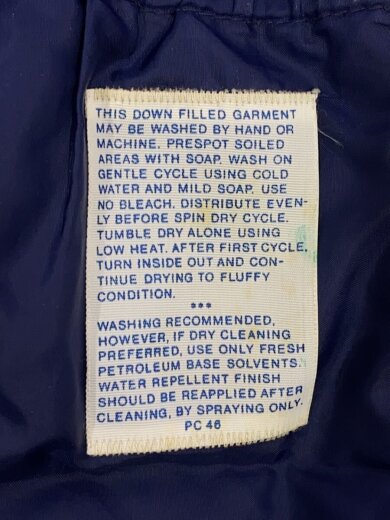 THIS DOWN FILLED GARMENT
MAY BE WASHED BY HAND OR
MACHINE. PRESPOT SOILED
AREAS WITH SOAP. WASH ON
GENTLE CYCLE USING COLD
WATER AND MILD SOAP. USE
NO BLEACH. DISTRIBUTE EVEN-
LY BEFORE SPIN DRY CYCLE.
TUMBLE DRY ALONE USING
LOW HEAT. AFTER FIRST CYCLE,
TURN INSIDE OUT AND CON-
TINUE DRYING TO FLUFFY
CONDITION.
***
WASHING RECOMMENDED,
HOWEVER, IF DRY CLEANING
PREFERRED, USE ONLY FRESH
PETROLEUM BASE SOLVENTS.
WATER REPELLENT FINISH
SHOULD BE REAPPLIED AFTER
CLEANING, BY SPRAYING ONLY.
PC 46